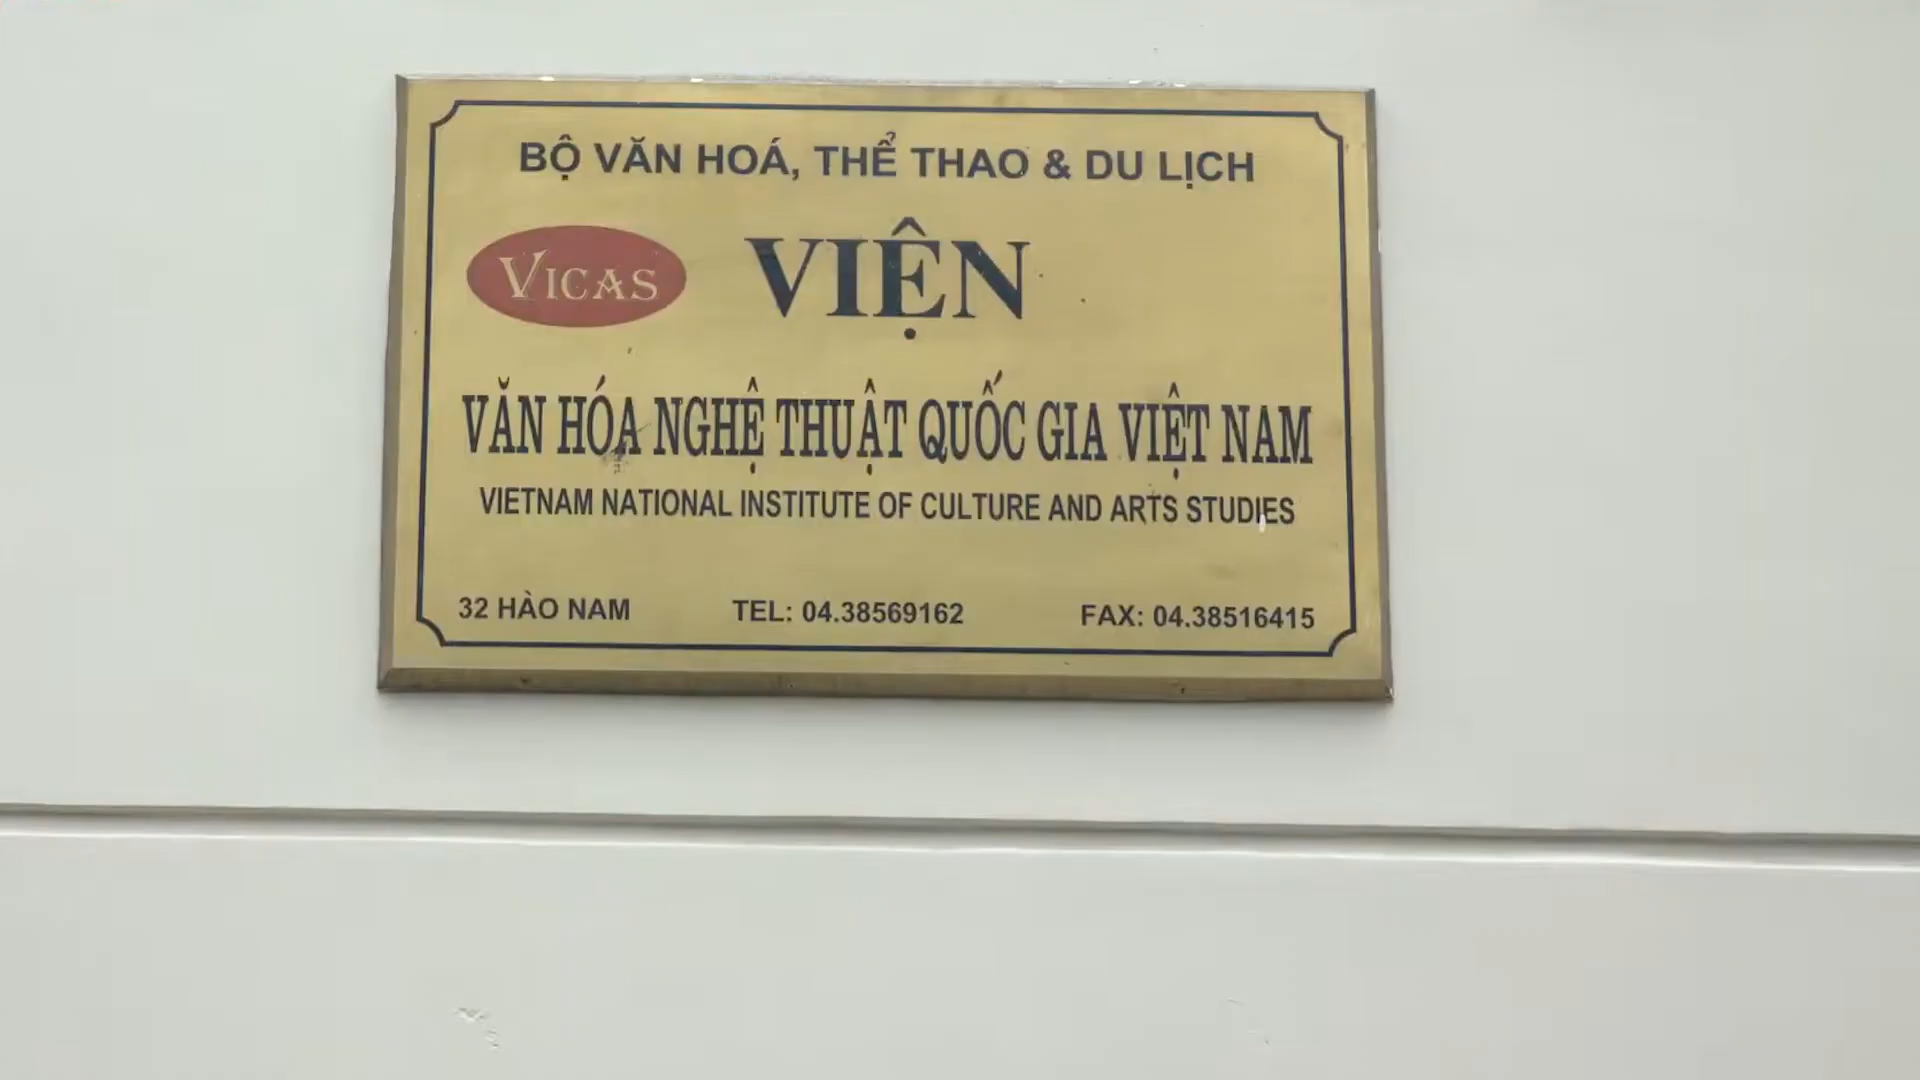 BỘ VĂN HOÁ, THỂ THAO & DU LỊCH
VICAS
VIỆN
VĂN HÓA NGHỆ THUẬT QUỐC GIA VIỆT NAM
VIETNAM NATIONAL INSTITUTE OF CULTURE AND ARTS STUDIES
32 HÀO NAM TEL: 04.38569162 FAX: 04.38516415